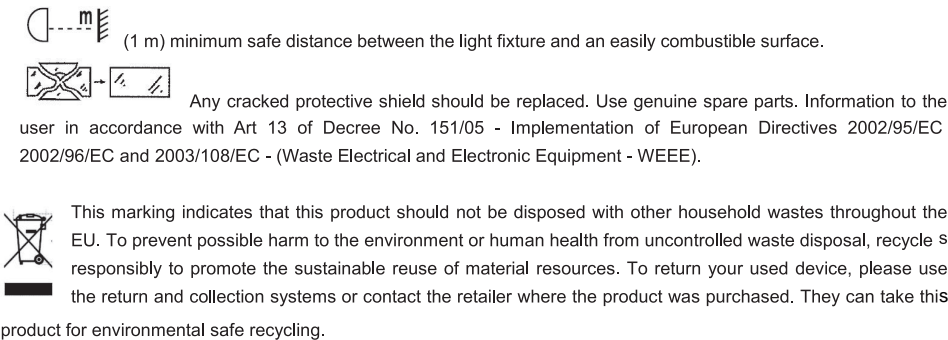 m
(1 m) minimum safe distance between the light fixture and an easily combustible surface.
Any cracked protective shield should be replaced. Use genuine spare parts. Information to the
user in accordance with Art 13 of Decree No. 151/05 - Implementation of European Directives 2002/95/EC
2002/96/EC and 2003/108/EC - (Waste Electrical and Electronic Equipment - WEEE).
This marking indicates that this product should not be disposed with other household wastes throughout the
EU. To prevent possible harm to the environment or human health from uncontrolled waste disposal, recycle s
responsibly to promote the sustainable reuse of material resources. To return your used device, please use
the return and collection systems or contact the retailer where the product was purchased. They can take this
product for environmental safe recycling.